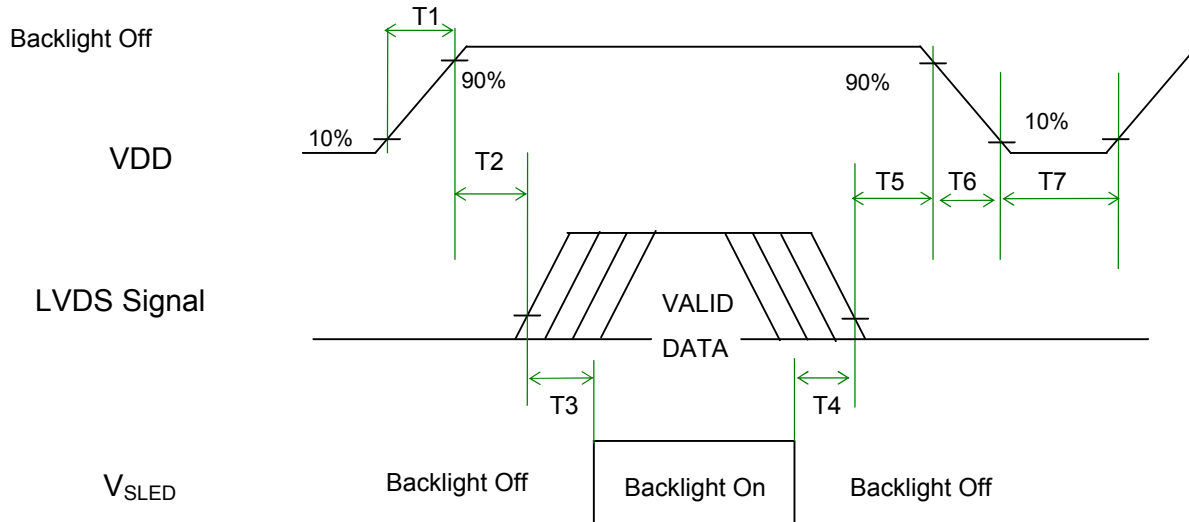 T1
Backlight Off
90%
90%
10%
10%
VDD
T2
T5
T6
T7
LVDS Signal
VALID
DATA
T3
T4
VSLED
Backlight Off
Backlight On
Backlight Off